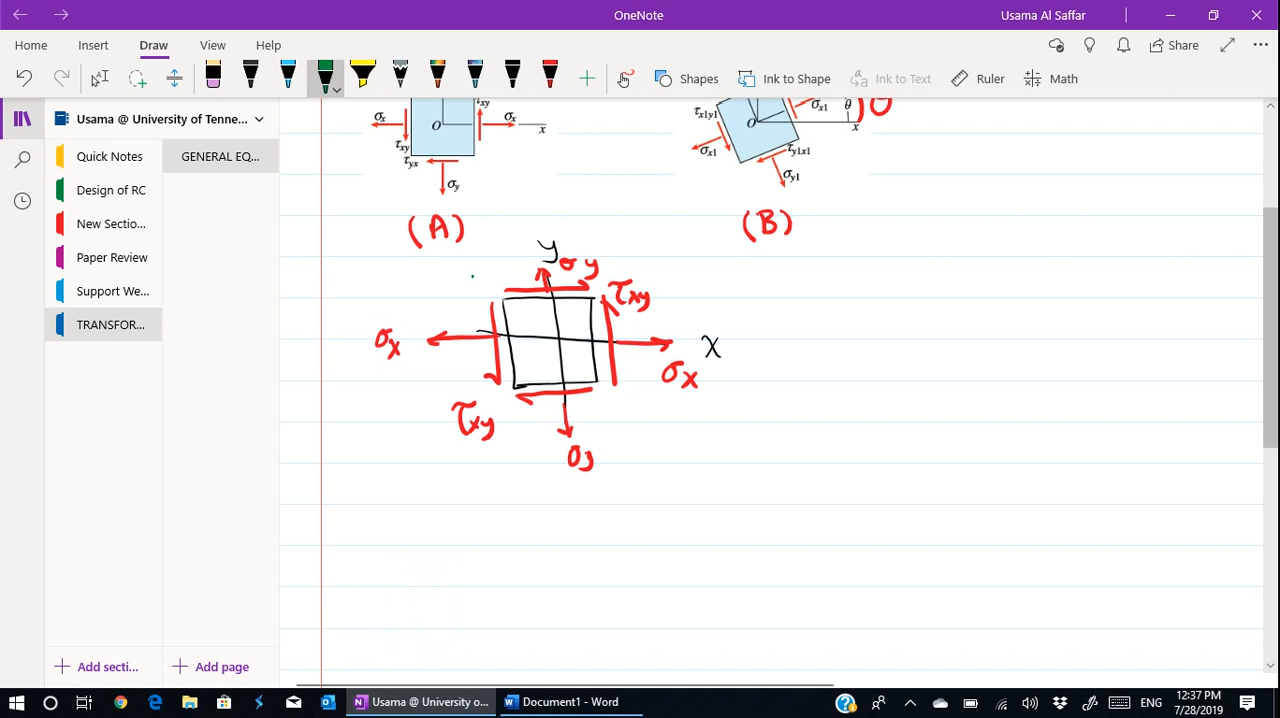 OneNote
Usama Al Saffar
Home Insert Draw View Help
Share
Shapes
Ink to Shape
Ink to Text
Ruler
Math
Usama @ University of Tenne...
Quick Notes
Design of RC
New Sectio...
Paper Review
Support We...
TRANSFOR...
GENERAL EQ...
σx
O
τxy
σx
x
τxy
τyx
σy
(A)
τx1y1
O
σx1
θ
x
θ
σx1
τy1x1
σy1
(B)
y
σy
τxy
σx
x
σx
τxy
σy
Add secti...
Add page
Usama @ University o...
Document1 - Word
ENG
12:37 PM
7/28/2019